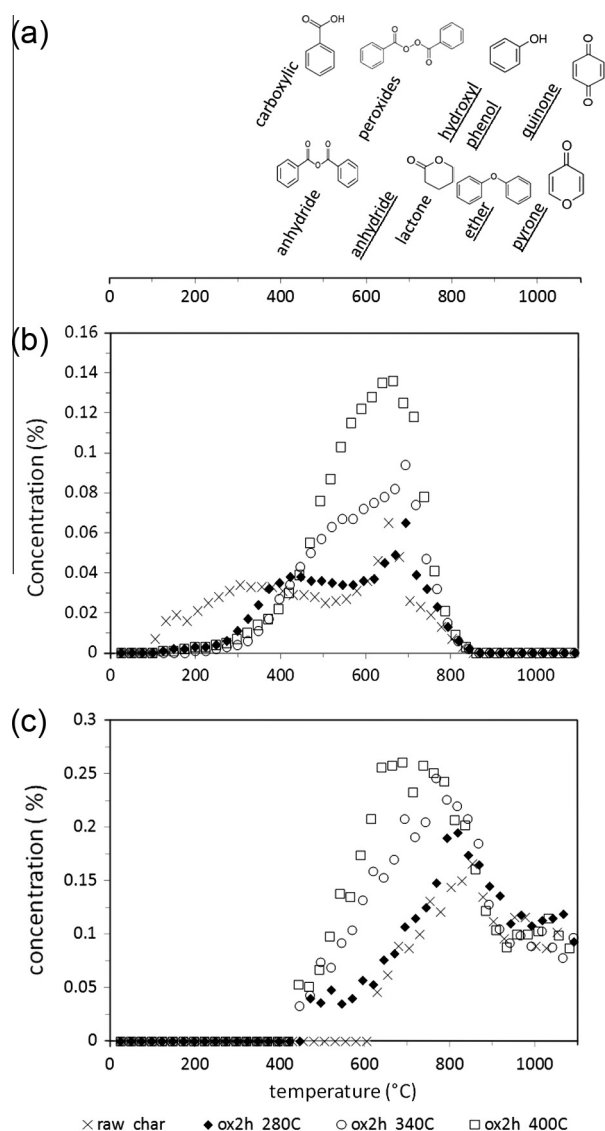 (a)
O
OH
O
O
O
O
OH
O
O
carboxylic
peroxides
hydroxyl
phenol
quinone
O
O
O
O
O
O
O
O
anhydride
anhydride
lactone
ether
pyrone
0 200 400 600 800 1000
(b)
0.16
0.14
0.12
0.1
0.08
0.06
0.04
0.02
0
Concentration (%)
0 200 400 600 800 1000
(c)
0.3
0.25
0.2
0.15
0.1
0.05
0
concentration ( %)
0 200 400 600 800 1000
temperature (°C)
raw char ox2h 280C ox2h 340C ox2h 400C